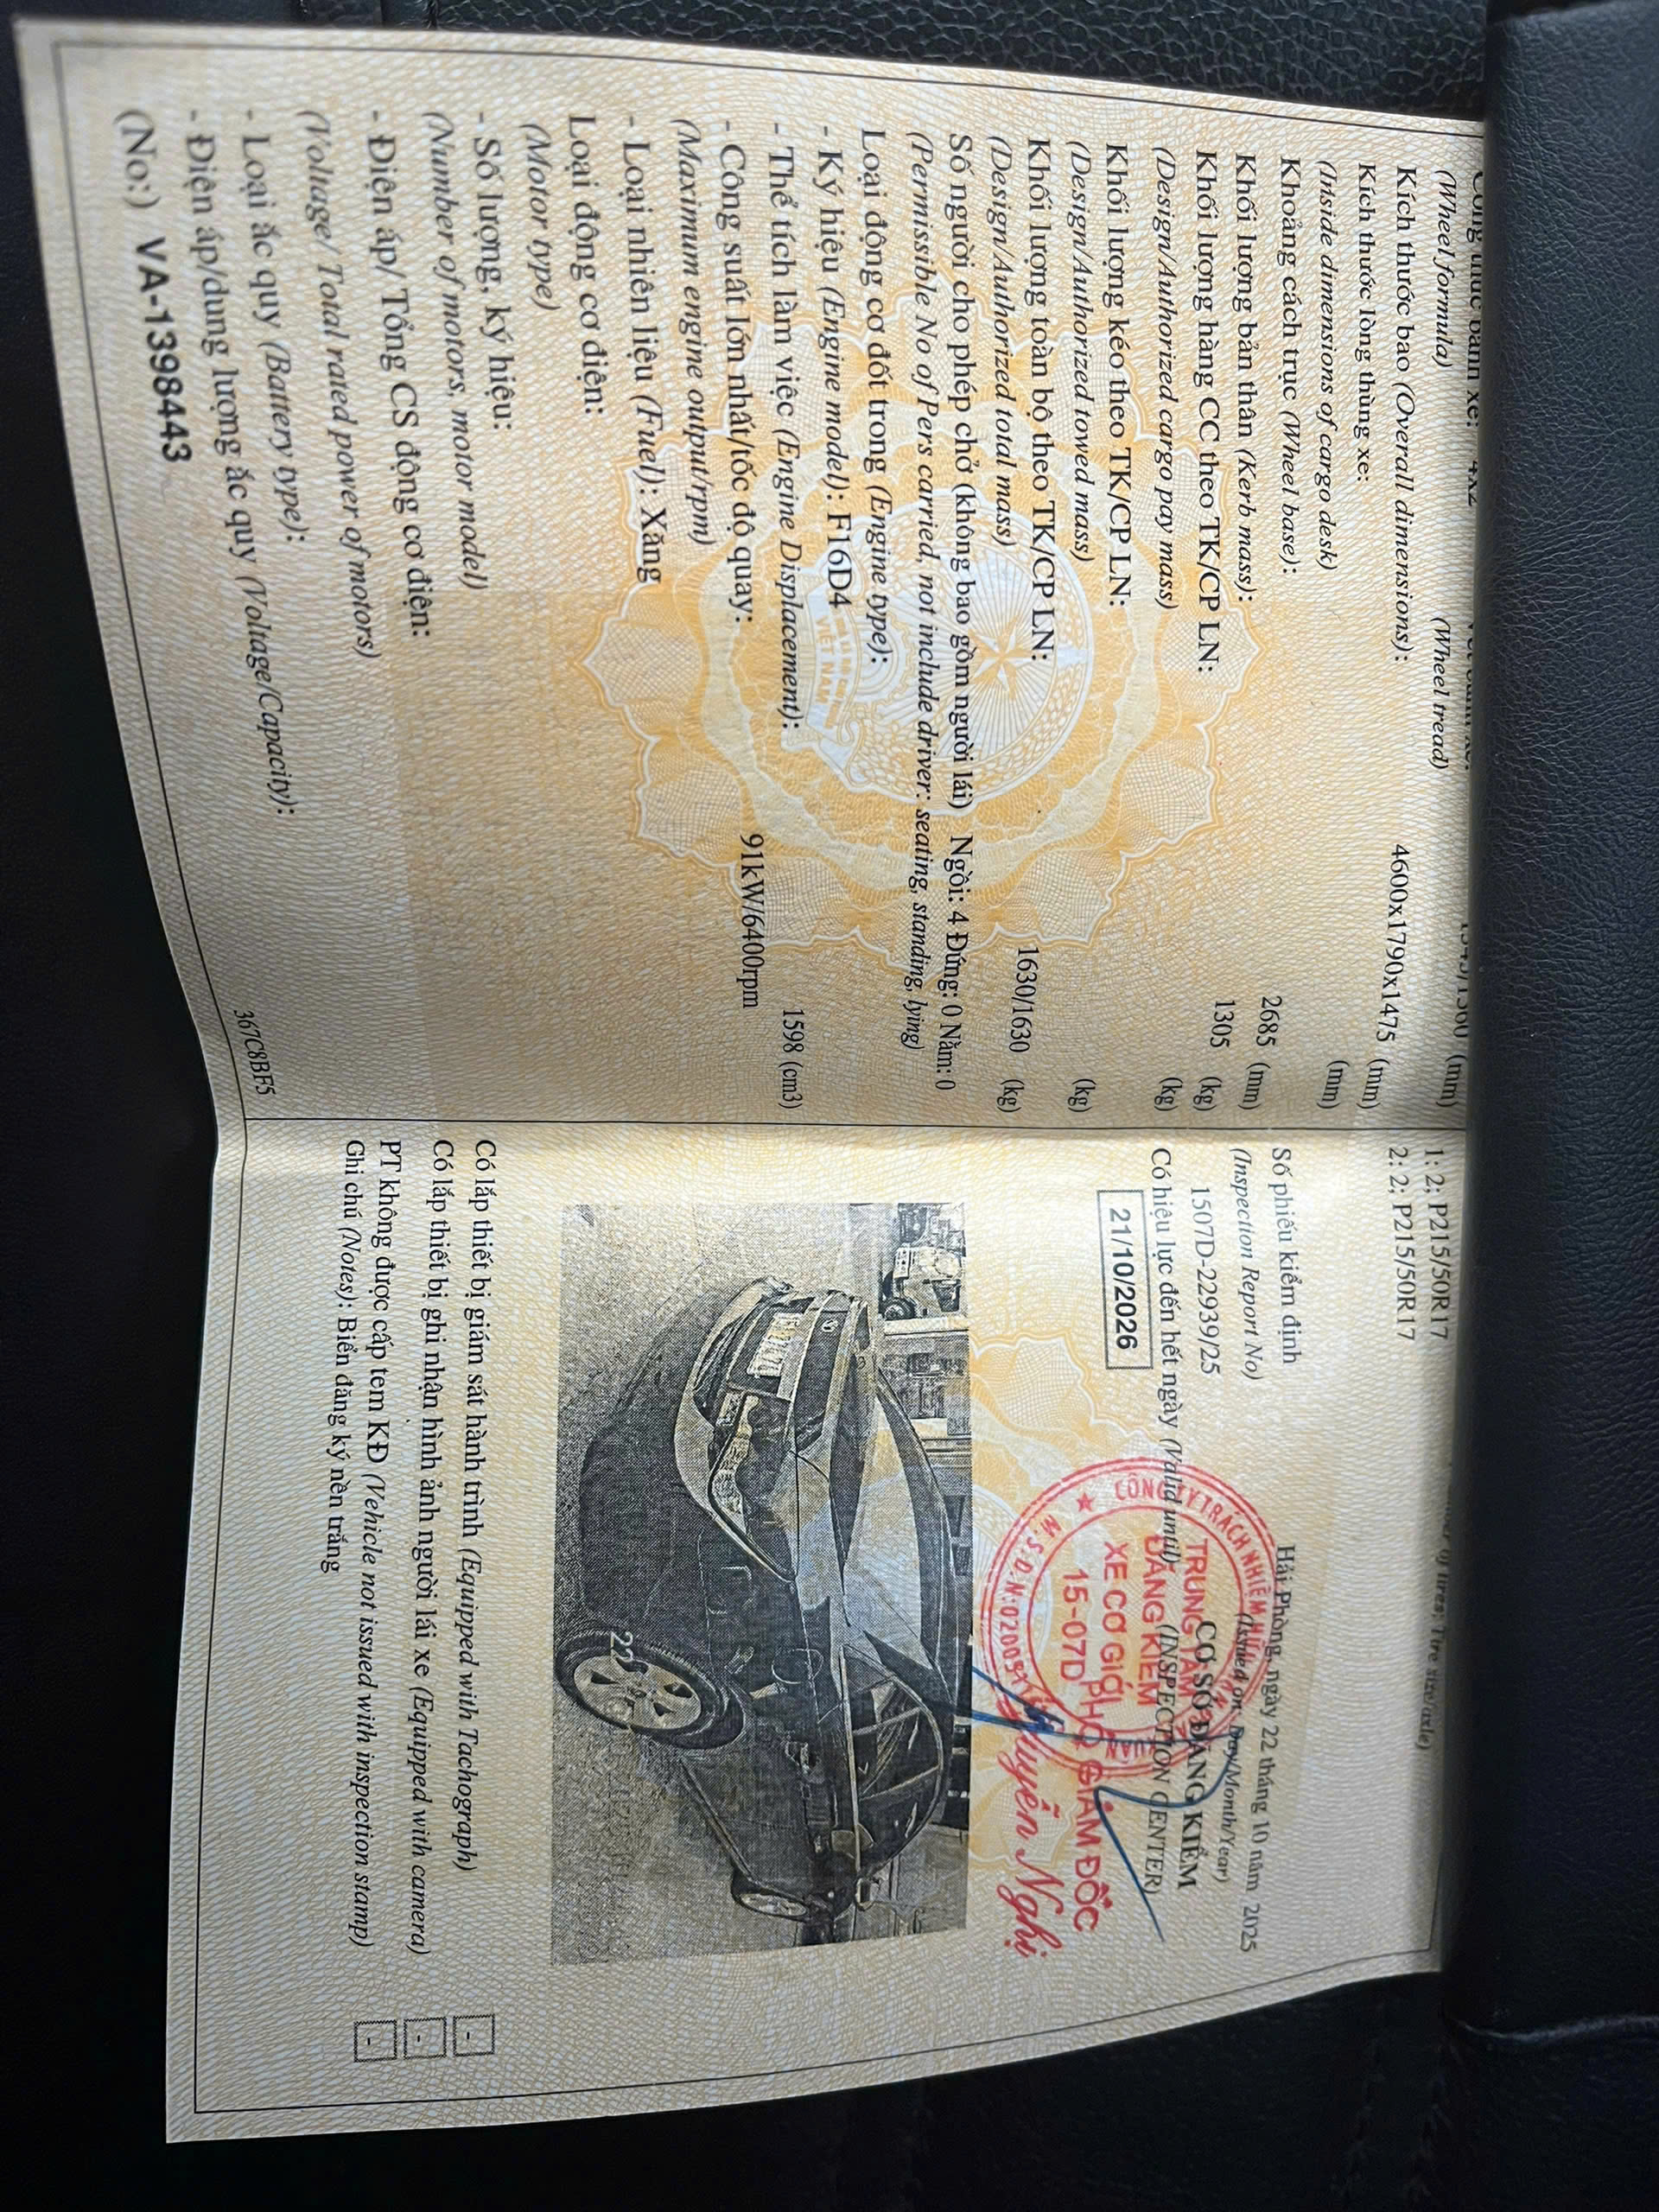 Công thức bánh xe: 4x2
(Wheel formula) (Wheel tread) (mm)
Kích thước bao (Overall dimensions): 4600x1790x1475 (mm)
Kích thước lòng thùng xe:
(Inside dimensions of cargo desk) (mm)
Khoảng cách trục (Wheel base): 2685 (mm)
Khối lượng bản thân (Kerb mass): 1305 (kg)
Khối lượng hàng CC theo TK/CP LN:
(Design/Authorized cargo pay mass) (kg)
Khối lượng kéo theo TK/CP LN:
(Design/Authorized towed mass) (kg)
Khối lượng toàn bộ theo TK/CP LN: 1630/1630 (kg)
(Design/Authorized total mass)
Số người cho phép chở (không bao gồm người lái) Ngồi: 4 Đứng: 0 Nằm: 0
(Permissible No of Pers carried, not include driver: seating, standing, lying)
Loại động cơ đốt trong (Engine type):
- Ký hiệu (Engine model): F16D4
- Thể tích làm việc (Engine Displacement): 1598 (cm3)
- Công suất lớn nhất/tốc độ quay: 91kW/6400rpm
(Maximum engine output/rpm)
- Loại nhiên liệu (Fuel): Xăng
Loại động cơ điện:
(Motor type)
- Số lượng, ký hiệu:
(Number of motors, motor model)
- Điện áp/ Tổng CS động cơ điện:
(Voltage/ Total rated power of motors)
- Loại ắc quy (Battery type):
- Điện áp/dung lượng ắc quy (Voltage/Capacity):
(No:) VA-1398443
367C8BF5
1: 2; P215/50R17
2: 2; P215/50R17
Số phiếu kiểm định
(Inspection Report No)
1507D-22939/25
Có hiệu lực đến hết ngày (Valid until)
21/10/2026
Hải Phòng, ngày 22 tháng 10 năm 2025
(Issued on: Day/Month/Year)
CƠ SỞ ĐĂNG KIỂM
(INSPECTION CENTER)
TRUNG TÂM
ĐĂNG KIỂM
XE CƠ GIỚI
15-07D
PHÓ GIÁM ĐỐC
Nghị
Có lắp thiết bị giám sát hành trình (Equipped with Tachograph) -
Có lắp thiết bị ghi nhận hình ảnh người lái xe (Equipped with camera) -
PT không được cấp tem KĐ (Vehicle not issued with inspection stamp) -
Ghi chú (Notes): Biển đăng ký nền trắng